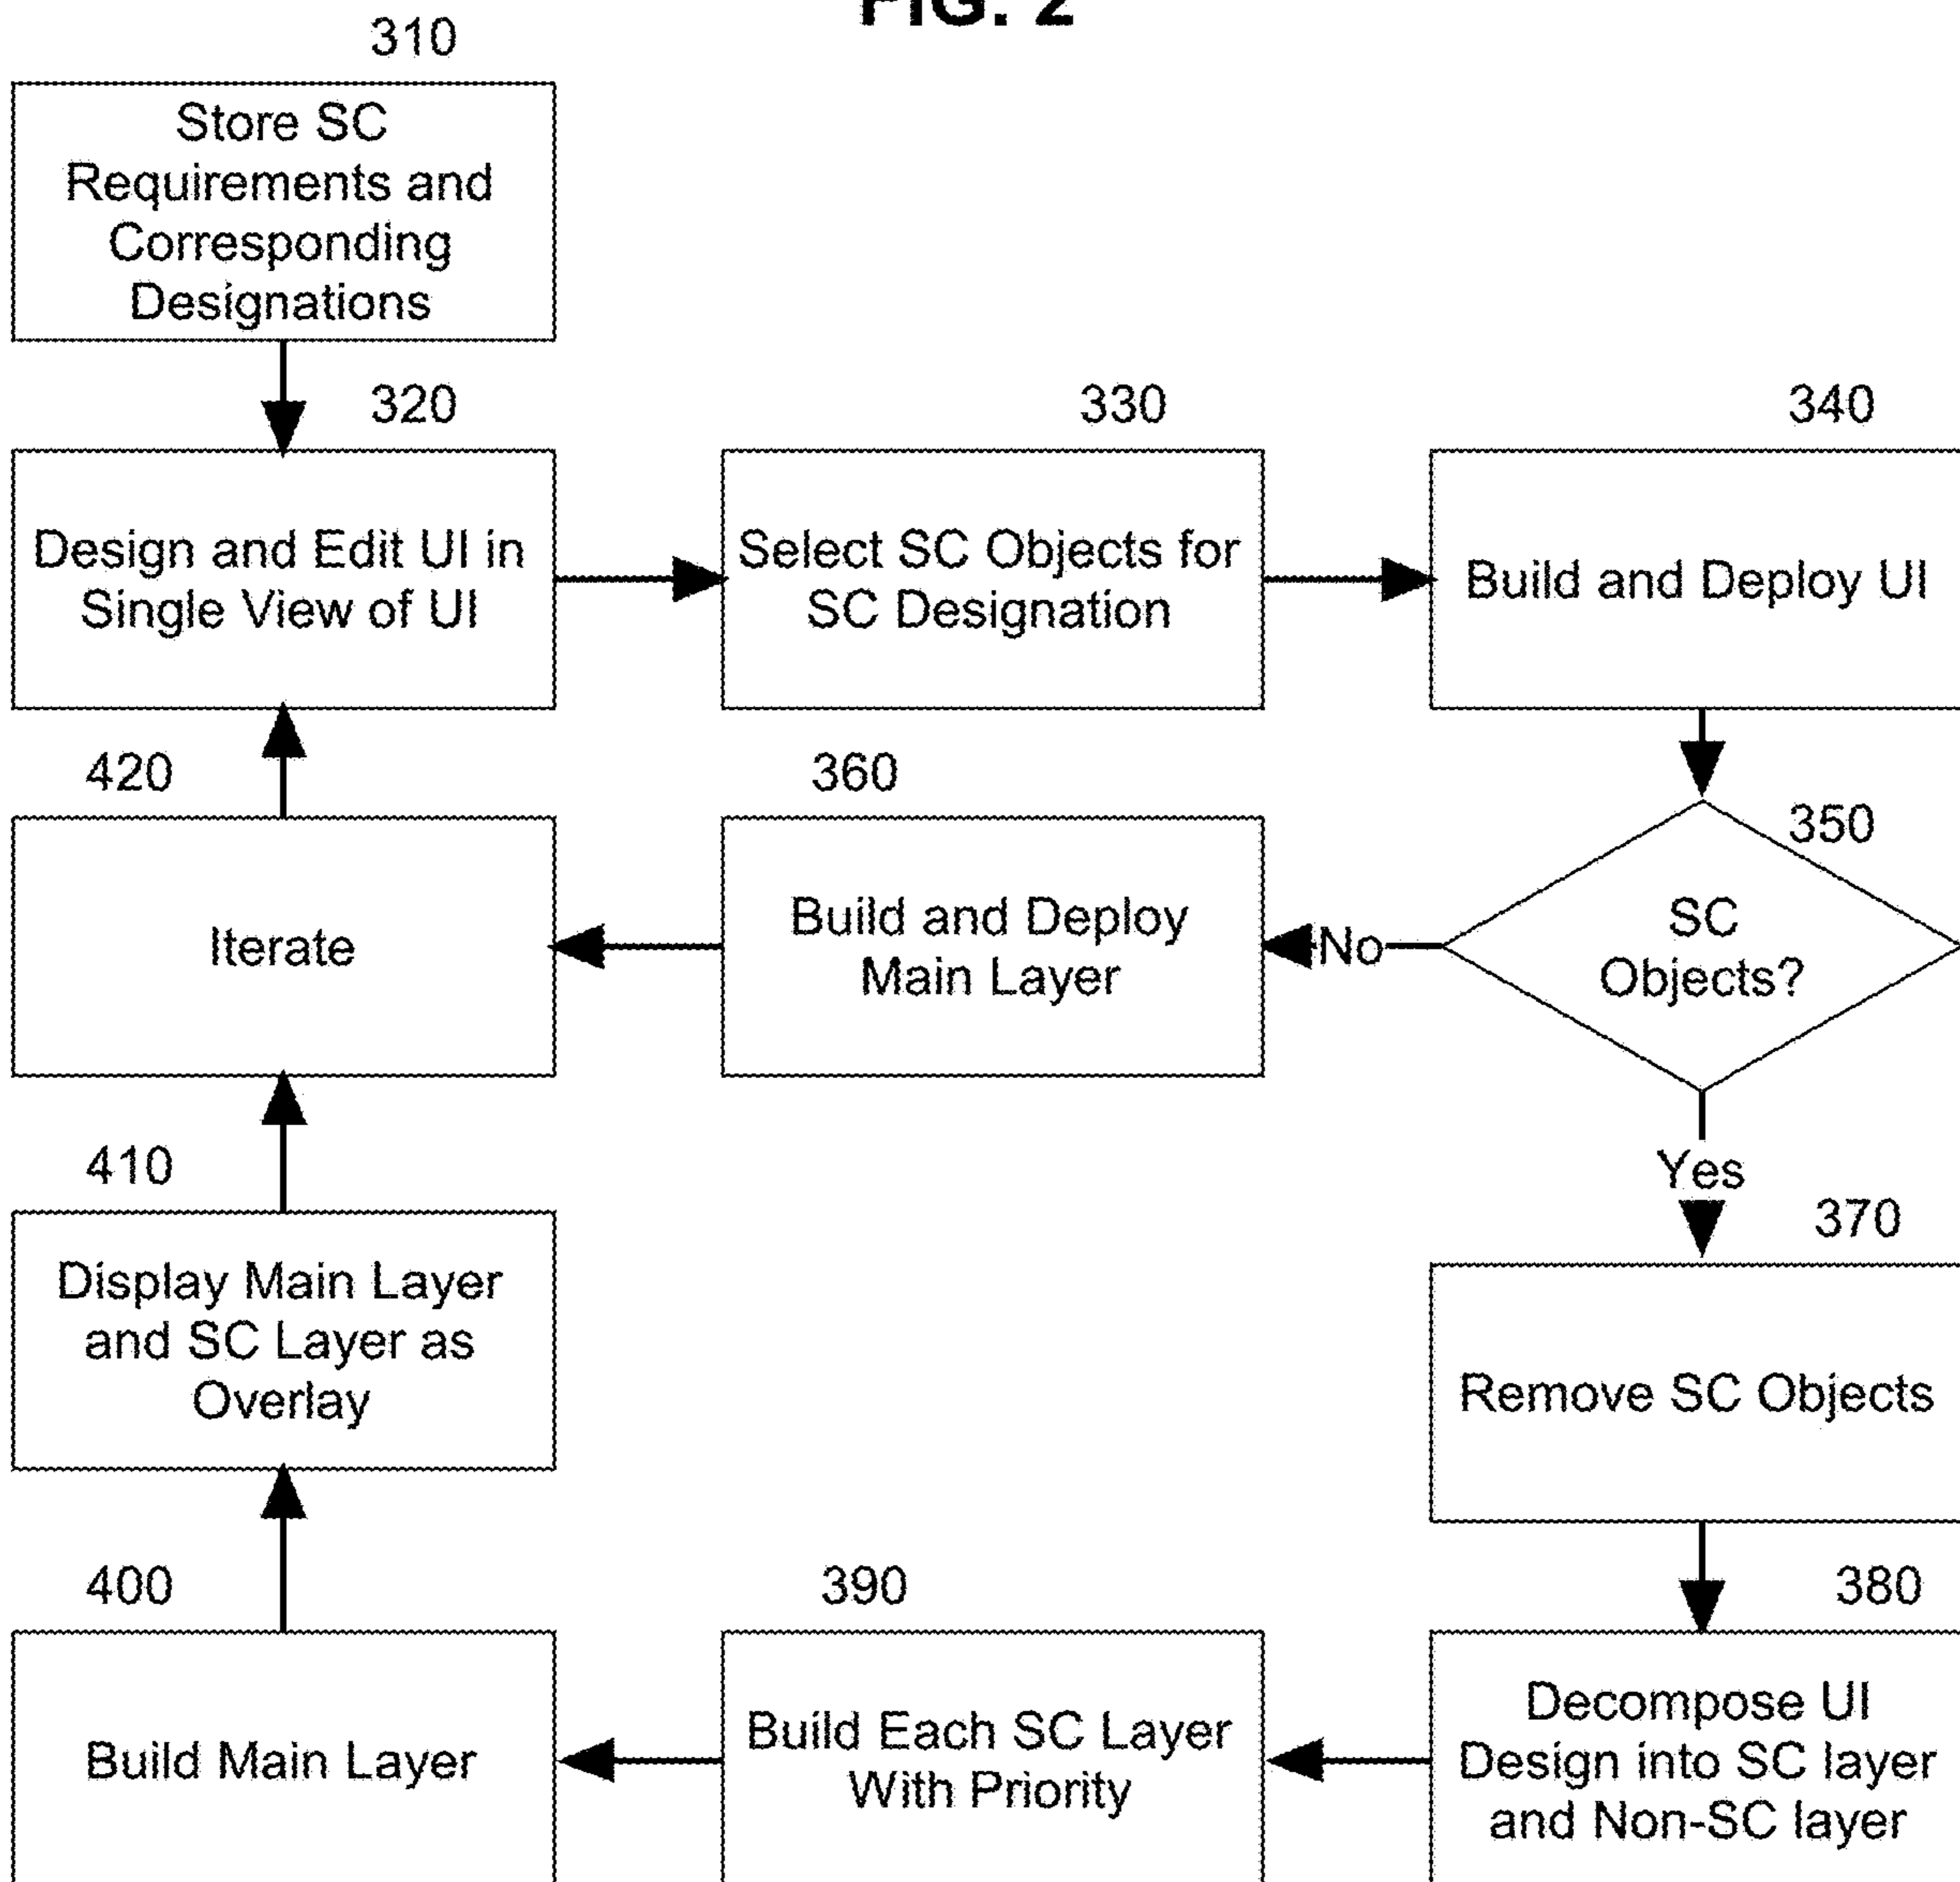 FIG. 2
310
Store SC
Requirements and
Corresponding
Designations
320
Design and Edit UI in
Single View of UI
330
Select SC Objects for
SC Designation
340
Build and Deploy UI
350
SC
Objects?
No
360
Build and Deploy
Main Layer
420
Iterate
Yes
370
Remove SC Objects
380
Decompose UI
Design into SC layer
and Non-SC layer
390
Build Each SC Layer
With Priority
400
Build Main Layer
410
Display Main Layer
and SC Layer as
Overlay